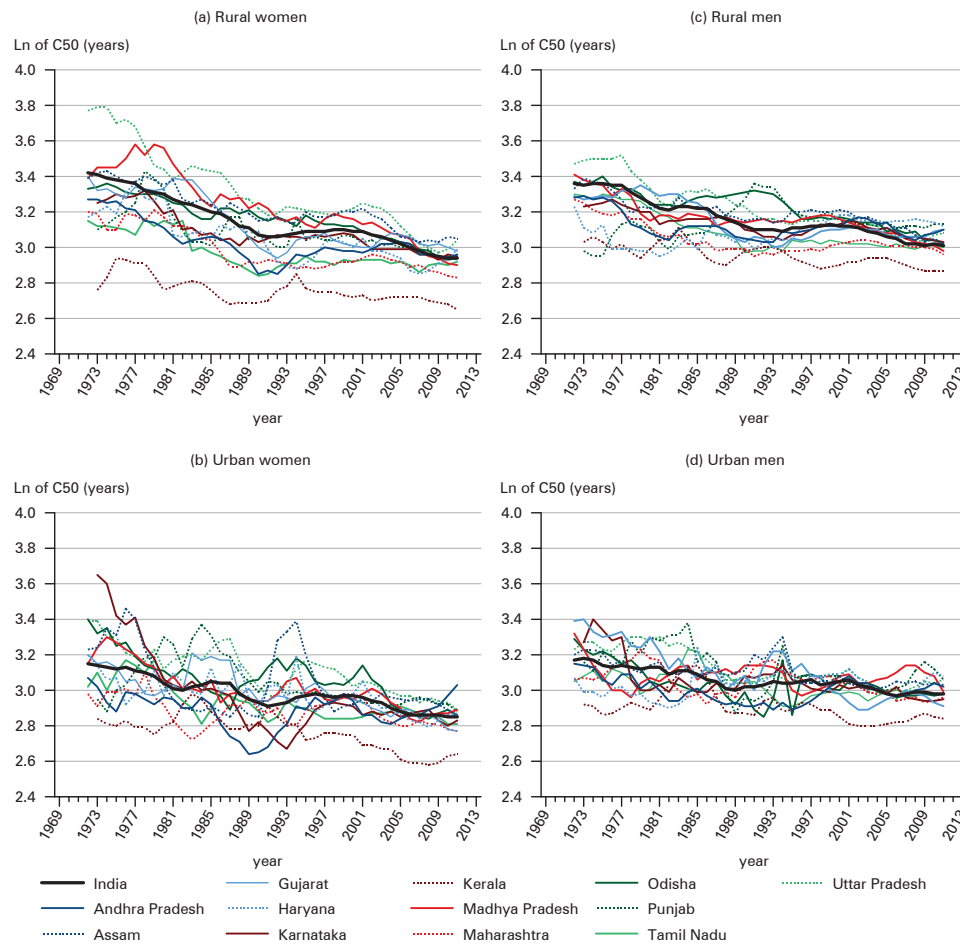 (a) Rural women
Ln of C50 (years)
4.0
3.8
3.6
3.4
3.2
3.0
2.8
2.6
2.4
1969 1973 1977 1981 1985 1989 1993 1997 2001 2005 2009 2013
year
(c) Rural men
Ln of C50 (years)
4.0
3.8
3.6
3.4
3.2
3.0
2.8
2.6
2.4
1969 1973 1977 1981 1985 1989 1993 1997 2001 2005 2009 2013
year
(b) Urban women
Ln of C50 (years)
4.0
3.8
3.6
3.4
3.2
3.0
2.8
2.6
2.4
1969 1973 1977 1981 1985 1989 1993 1997 2001 2005 2009 2013
year
(d) Urban men
Ln of C50 (years)
4.0
3.8
3.6
3.4
3.2
3.0
2.8
2.6
2.4
1969 1973 1977 1981 1985 1989 1993 1997 2001 2005 2009 2013
year
India Gujarat Kerala Odisha Uttar Pradesh
Andhra Pradesh Haryana Madhya Pradesh Punjab
Assam Karnataka Maharashtra Tamil Nadu